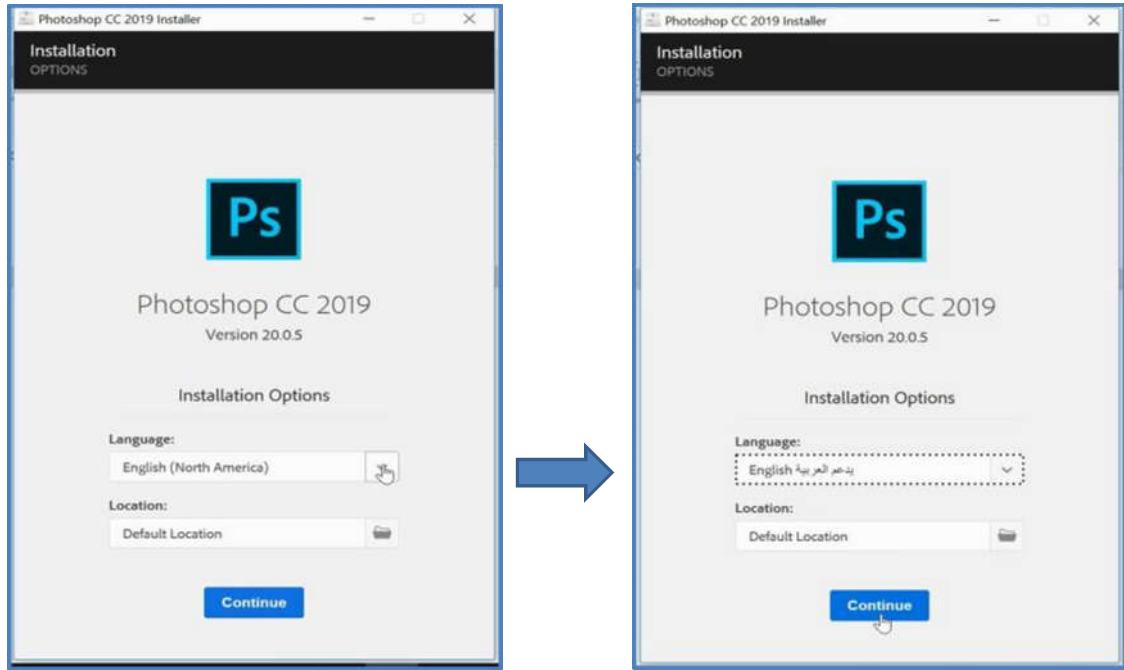 Photoshop CC 2019 Installer
Installation
OPTIONS
Ps
Photoshop CC 2019
Version 20.0.5
Installation Options
Language:
English (North America)
Location:
Default Location
Continue
Photoshop CC 2019 Installer
Installation
OPTIONS
Ps
Photoshop CC 2019
Version 20.0.5
Installation Options
Language:
English يدعم العربية
Location:
Default Location
Continue